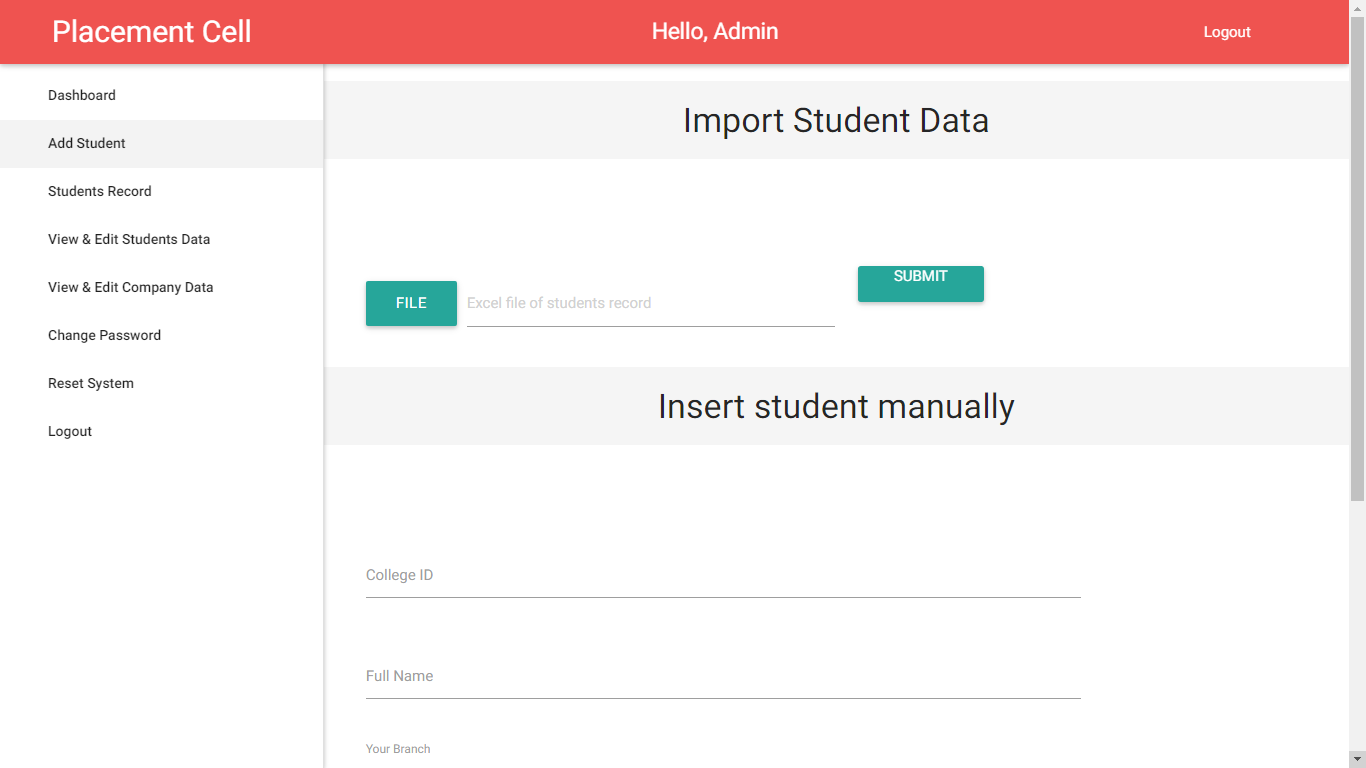 Placement Cell
Hello, Admin
Logout
Dashboard
Add Student
Students Record
View & Edit Students Data
View & Edit Company Data
Change Password
Reset System
Logout
Import Student Data
FILE
Excel file of students record
SUBMIT
Insert student manually
College ID
Full Name
Your Branch